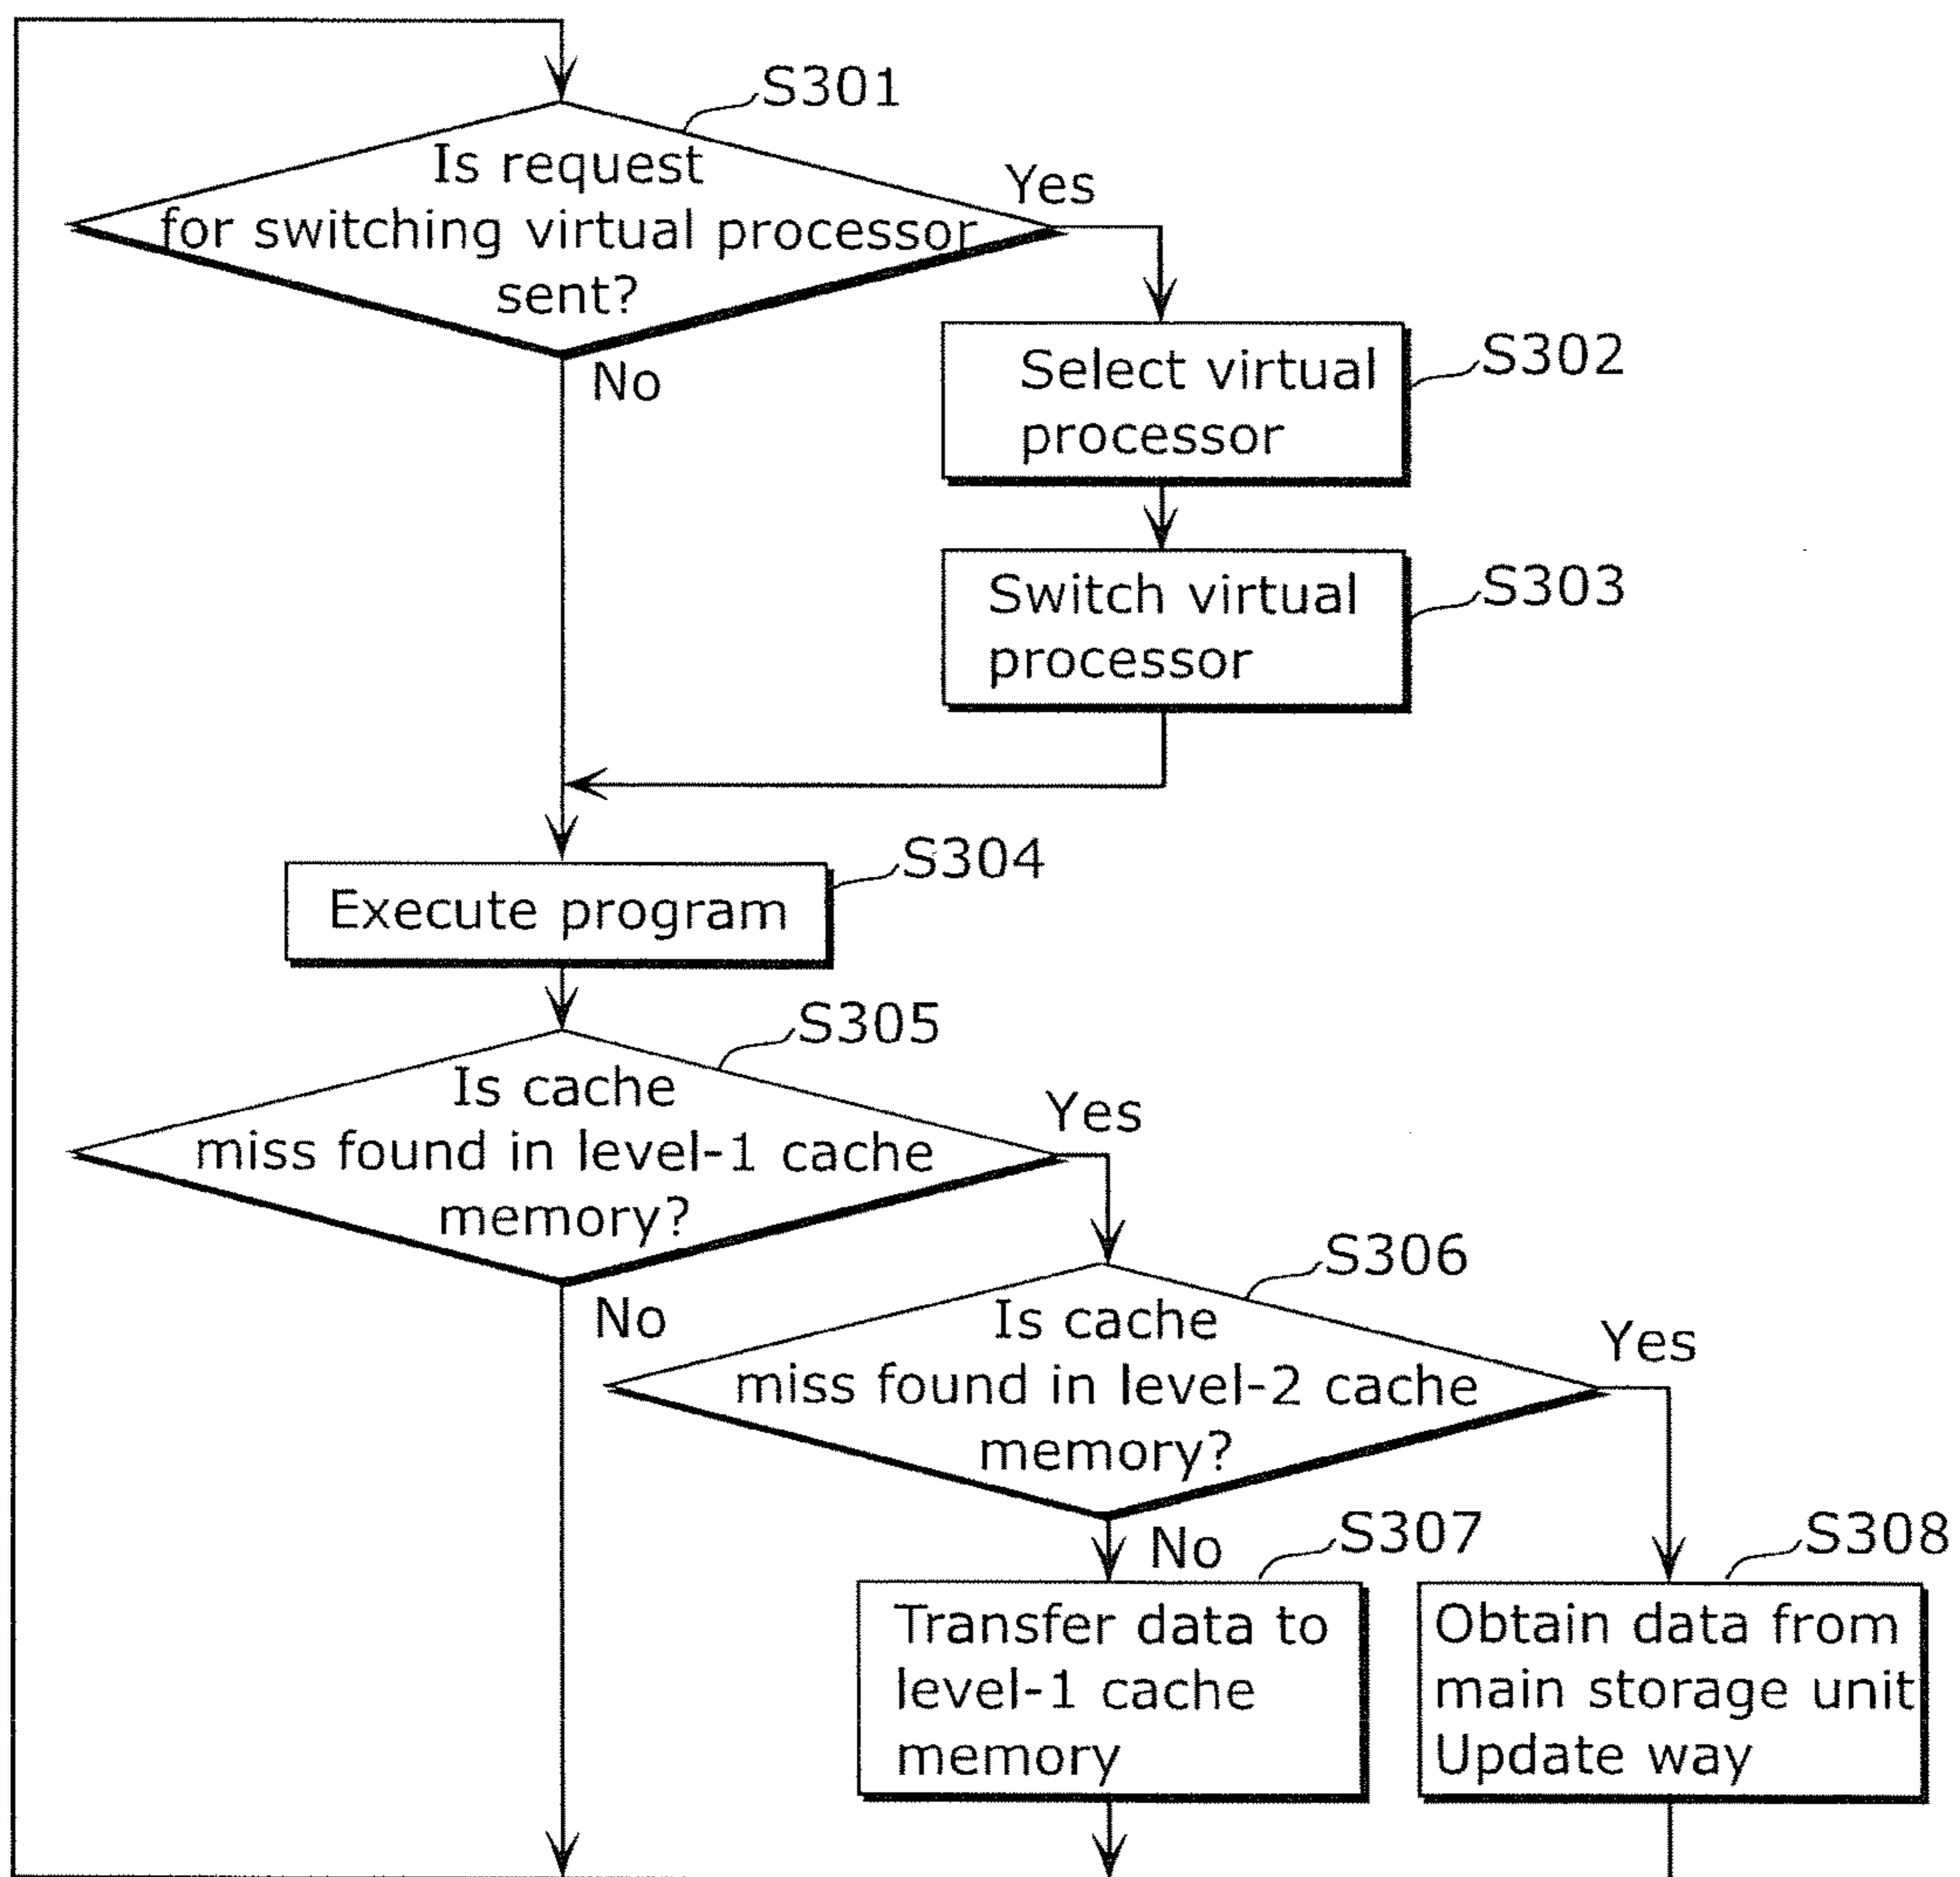 S301
Is request
for switching virtual processor
sent?
Yes
No
Select virtual
processor
S302
Switch virtual
processor
S303
S304
Execute program
S305
Is cache
miss found in level-1 cache
memory?
Yes
No
S306
Is cache
miss found in level-2 cache
memory?
Yes
No
S307
Transfer data to
level-1 cache
memory
S308
Obtain data from
main storage unit
Update way